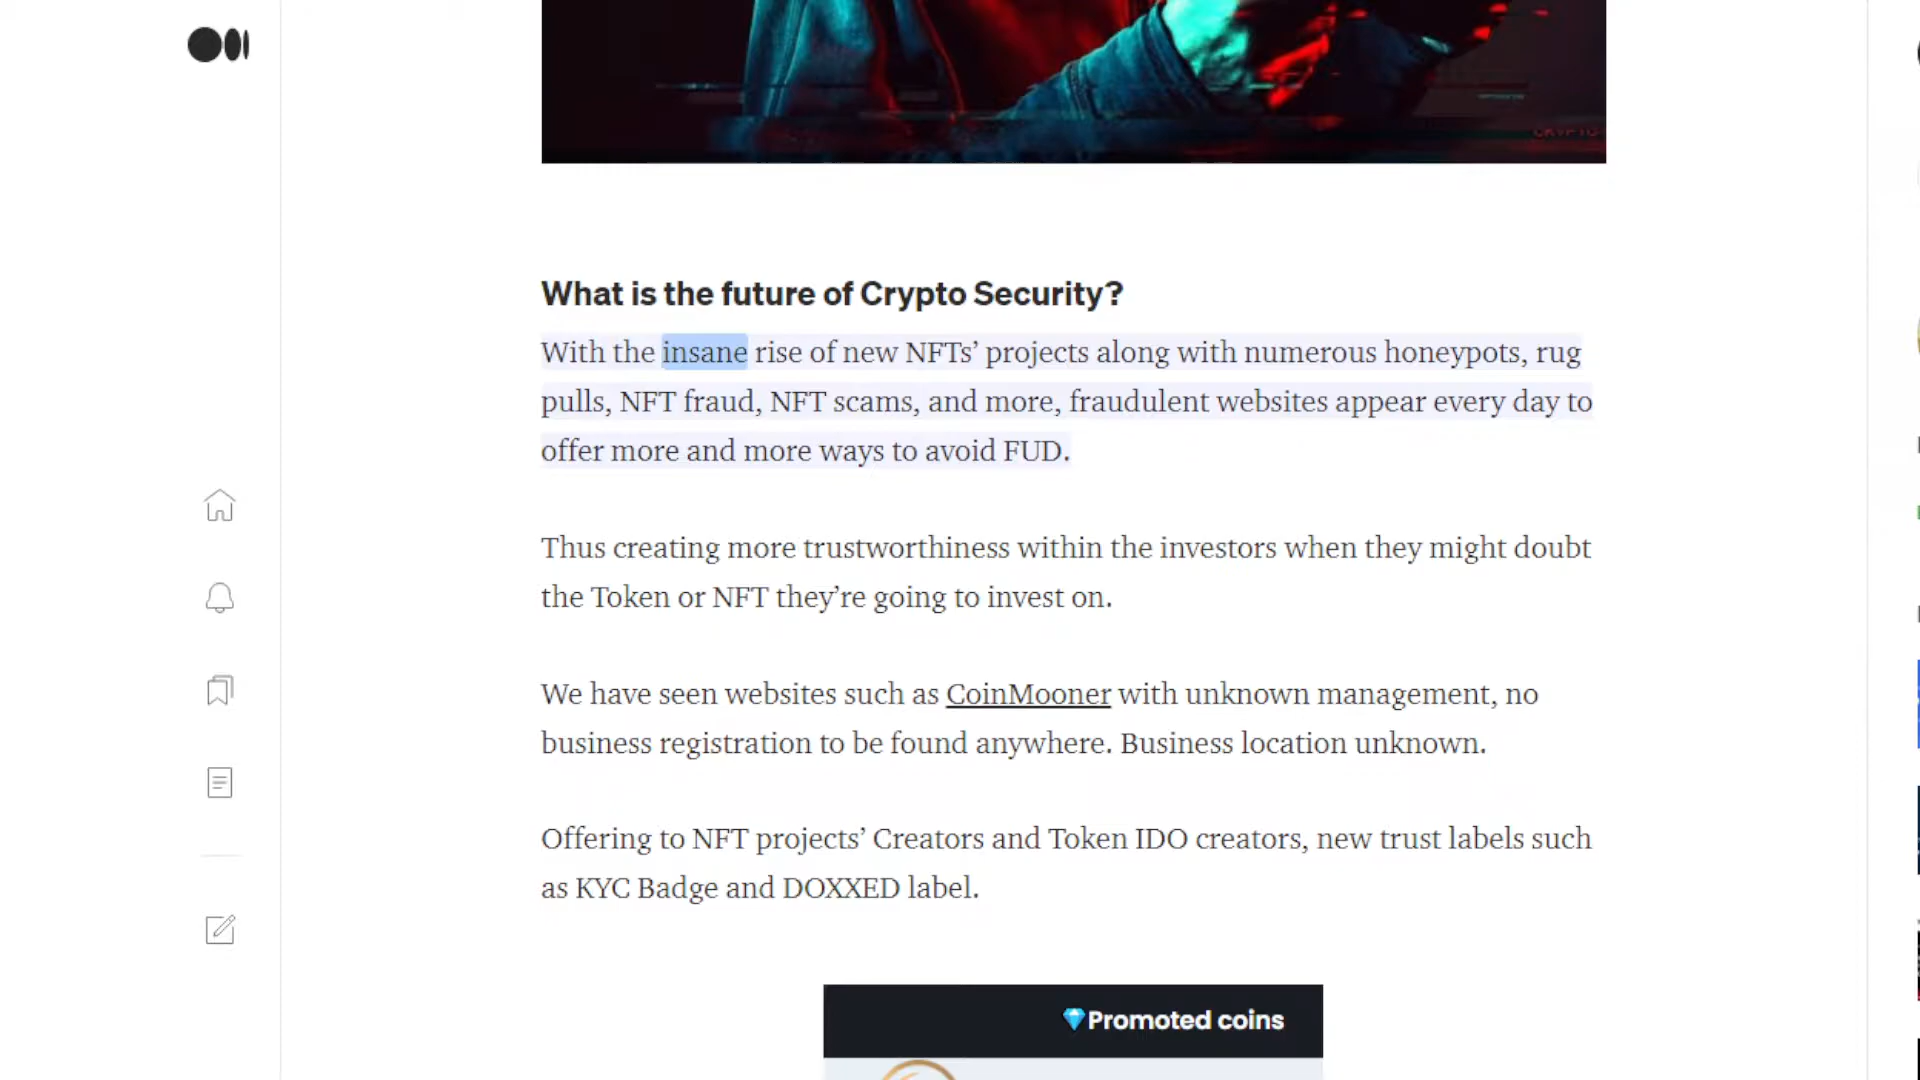 CRYPTO
What is the future of Crypto Security?
With the insane rise of new NFTs’ projects along with numerous honeypots, rug
pulls, NFT fraud, NFT scams, and more, fraudulent websites appear every day to
offer more and more ways to avoid FUD.
Thus creating more trustworthiness within the investors when they might doubt
the Token or NFT they’re going to invest on.
We have seen websites such as CoinMooner with unknown management, no
business registration to be found anywhere. Business location unknown.
Offering to NFT projects’ Creators and Token IDO creators, new trust labels such
as KYC Badge and DOXXED label.
💎Promoted coins